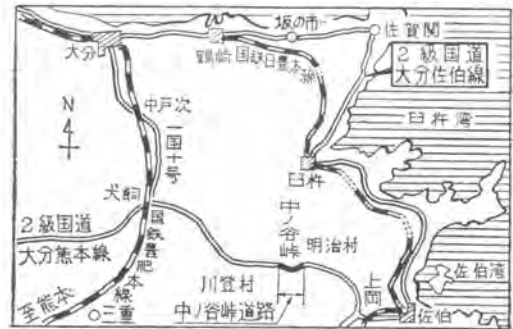 大分
鶴崎
坂の市
佐賀関
国鉄日豊本線
2級国道
大分佐伯線
臼杵湾
N
中戸次
一国十号
臼杵
犬飼
2級国道
大分熊本線
国鉄豊肥本線
中ノ谷峠
明治村
川登村
中ノ谷峠道路
上岡
佐伯湾
佐伯
至熊本
三重